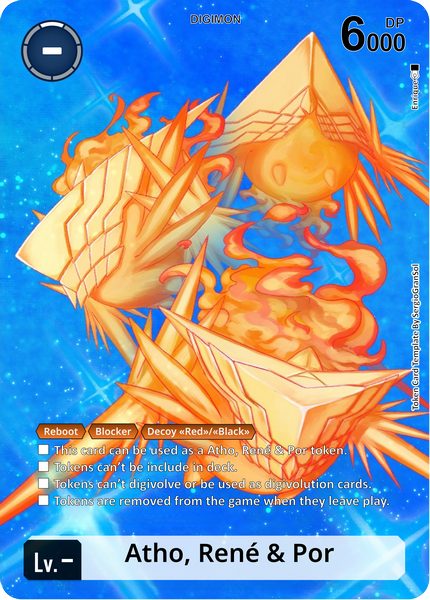 DIGIMON
-
DP
6000
Enrique
Token Card Template By SergioGranSol
Reboot Blocker Decoy «Red»/«Black»
This card can be used as a Atho, René & Por token.
Tokens can't be include in deck.
Tokens can't digivolve or be used as digivolution cards.
Tokens are removed from the game when they leave play.
Lv.-
Atho, René & Por